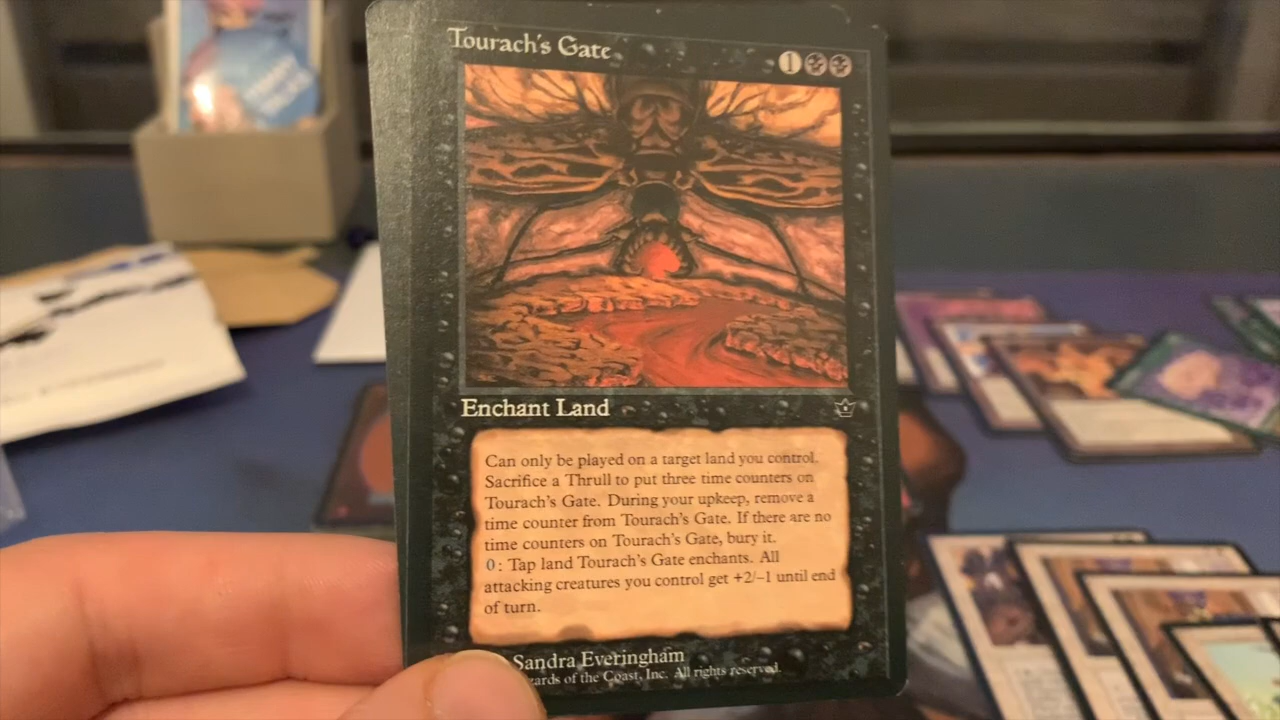 Tourach's Gate
1
Enchant Land
Can only be played on a target land you control.
Sacrifice a Thrull to put three time counters on
Tourach's Gate. During your upkeep, remove a
time counter from Tourach's Gate. If there are no
time counters on Tourach's Gate, bury it.
0: Tap land Tourach's Gate enchants. All
attacking creatures you control get +2/–1 until end
of turn.
Sandra Everingham
of the Coast, Inc. All rights reserved.